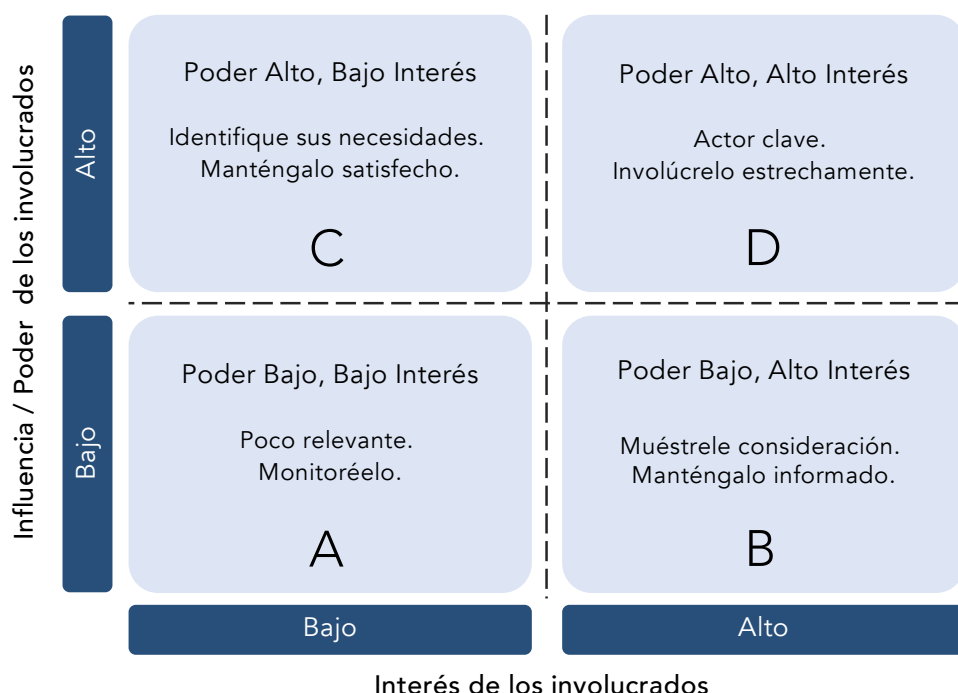 Influencia / Poder de los involucrados
Alto
Poder Alto, Bajo Interés
Identifique sus necesidades.
Manténgalo satisfecho.
C
Poder Alto, Alto Interés
Actor clave.
Involúcrelo estrechamente.
D
Bajo
Poder Bajo, Bajo Interés
Poco relevante.
Monitoréelo.
A
Poder Bajo, Alto Interés
Muéstrele consideración.
Manténgalo informado.
B
Bajo
Alto
Interés de los involucrados